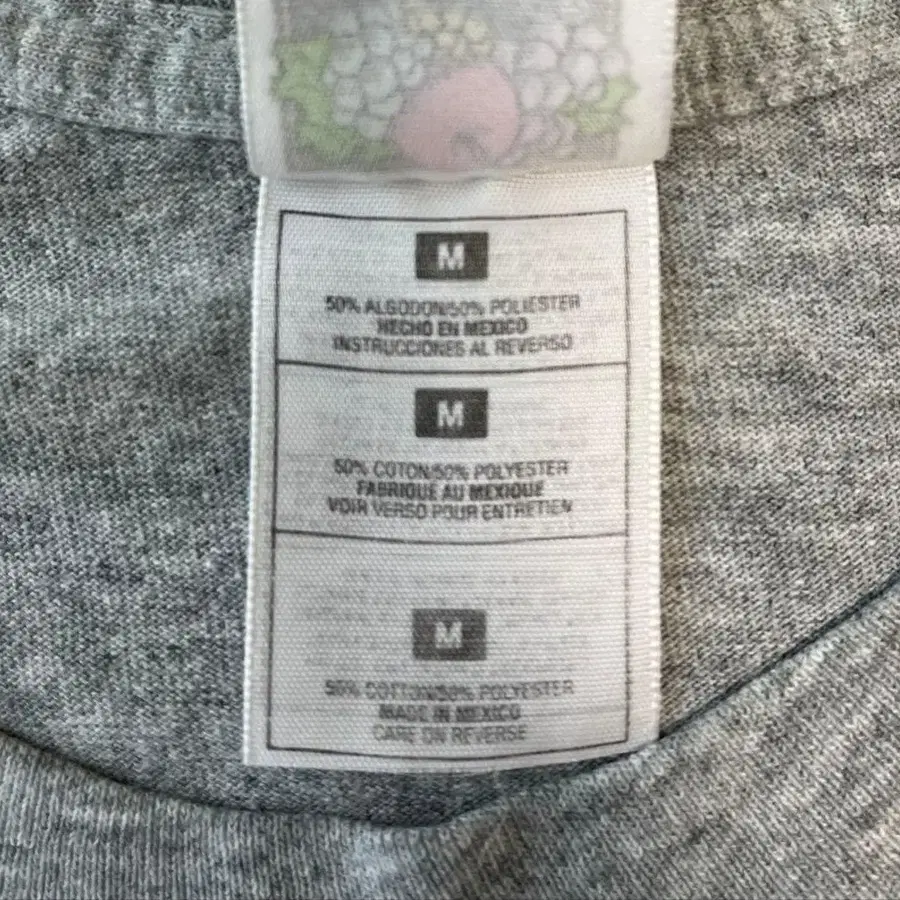 M
50% ALGODON/50% POLIESTER
HECHO EN MEXICO
INSTRUCCIONES AL REVERSO
M
50% COTON/50% POLYESTER
FABRIQUE AU MEXIQUE
VOIR VERSO POUR ENTRETIEN
M
50% COTTON/50% POLYESTER
MADE IN MEXICO
CARE ON REVERSE